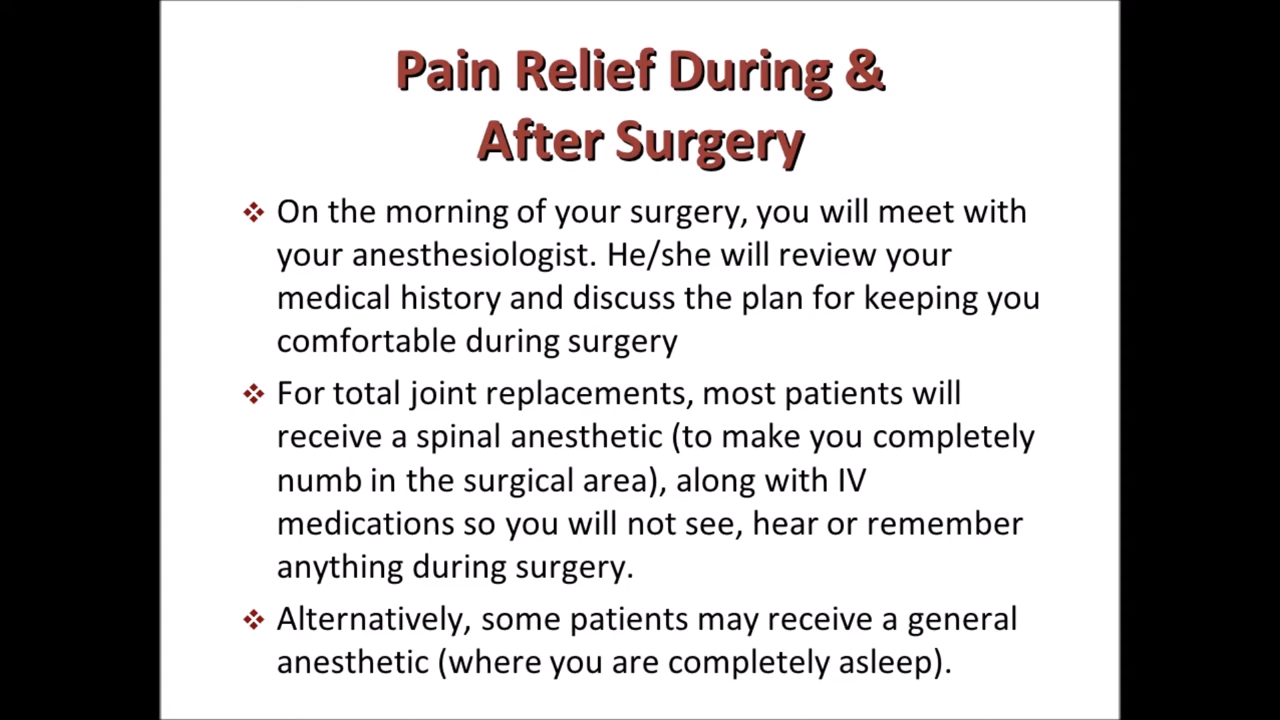 Pain Relief During &
After Surgery
❖ On the morning of your surgery, you will meet with
your anesthesiologist. He/she will review your
medical history and discuss the plan for keeping you
comfortable during surgery
❖ For total joint replacements, most patients will
receive a spinal anesthetic (to make you completely
numb in the surgical area), along with IV
medications so you will not see, hear or remember
anything during surgery.
❖ Alternatively, some patients may receive a general
anesthetic (where you are completely asleep).